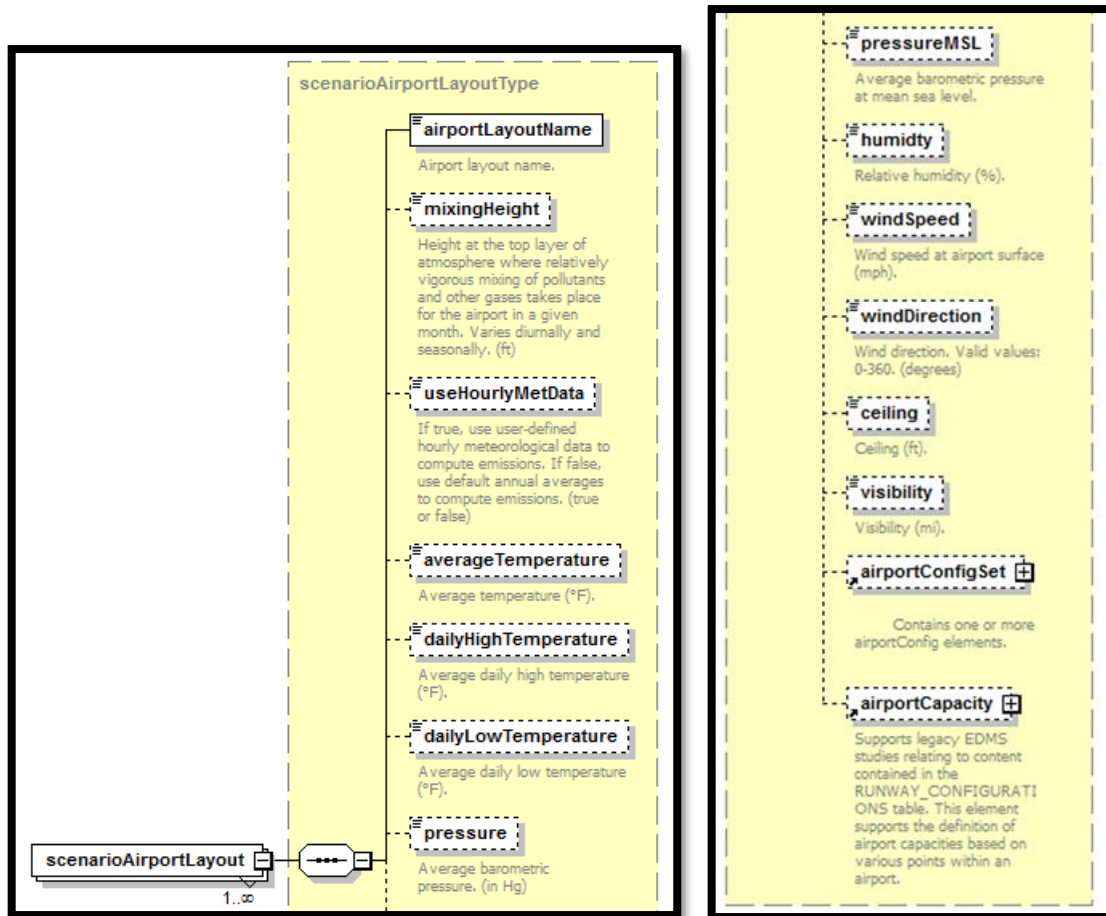 scenarioAirportLayoutType
airportLayoutName
Airport layout name.
mixingHeight
Height at the top layer of
atmosphere where relatively
vigorous mixing of pollutants
and other gases takes place
for the airport in a given
month. Varies diurnally and
seasonally. (ft)
useHourlyMetData
If true, use user-defined
hourly meteorological data to
compute emissions. If false,
use default annual averages
to compute emissions. (true
or false)
averageTemperature
Average temperature (°F).
dailyHighTemperature
Average daily high temperature
(°F).
dailyLowTemperature
Average daily low temperature
(°F).
pressure
Average barometric
pressure. (in Hg)
scenarioAirportLayout
1..∞
pressureMSL
Average barometric pressure
at mean sea level.
humidty
Relative humidity (%).
windSpeed
Wind speed at airport surface
(mph).
windDirection
Wind direction. Valid values:
0-360. (degrees)
ceiling
Ceiling (ft).
visibility
Visibility (mi).
airportConfigSet
Contains one or more
airportConfig elements.
airportCapacity
Supports legacy EDMS
studies relating to content
contained in the
RUNWAY_CONFIGURATI
ONS table. This element
supports the definition of
airport capacities based on
various points within an
airport.